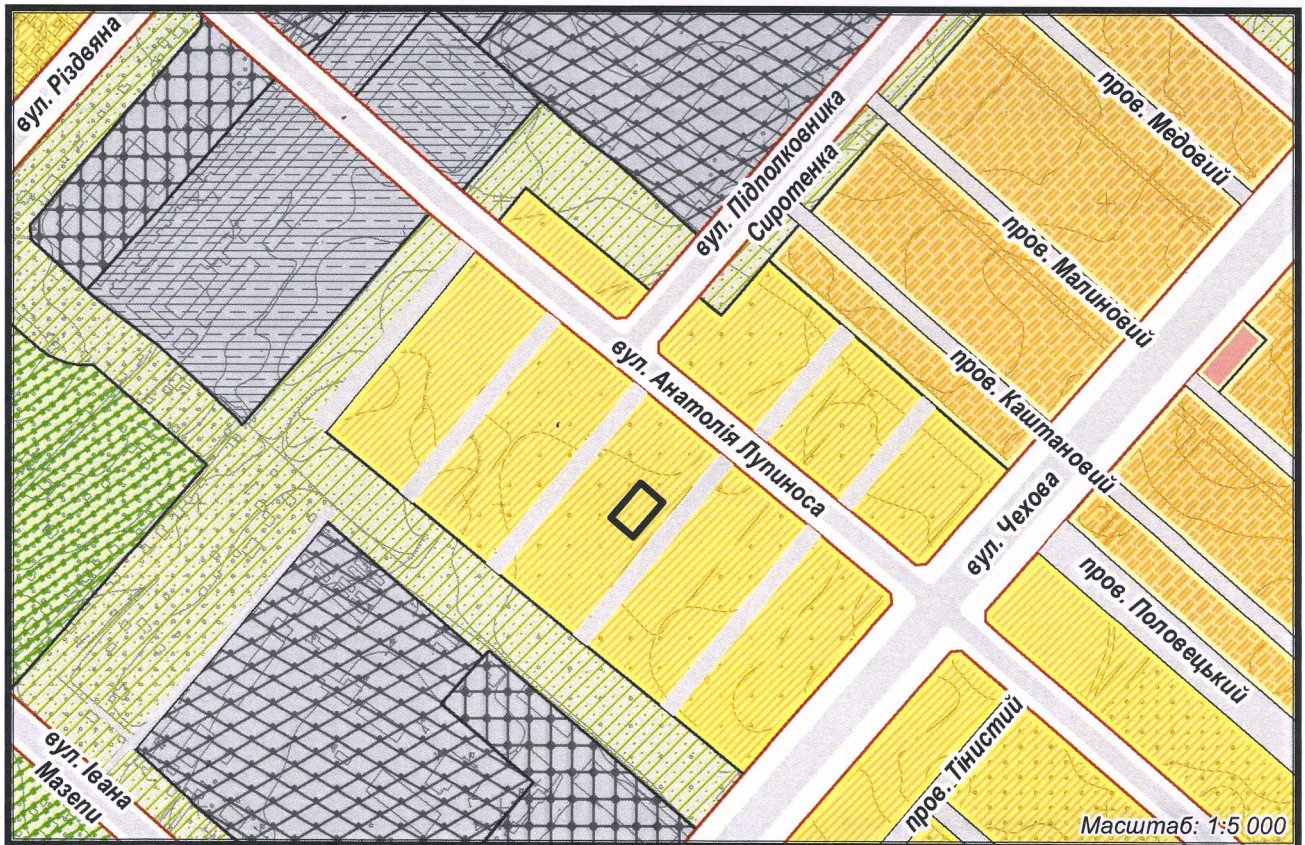 вул. Різдвяна
пров. Медовий
вул. Підполковника
Сиротенка
пров. Малиновий
вул. Анатолія Лупиноса
пров. Каштановий
вул. Чехова
пров. Половецький
пров. Тінистий
вул. Івана
Мазепи
Масштаб: 1:5 000